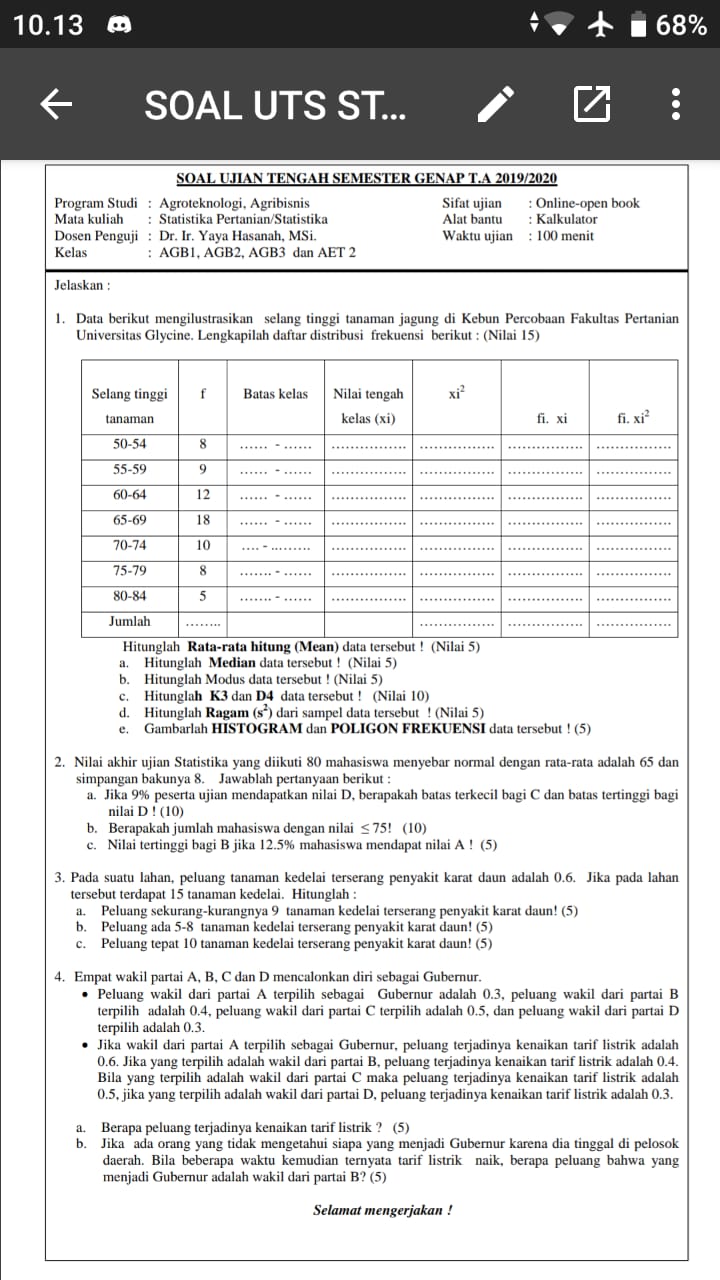 10.13 68%
SOAL UTS ST...
SOAL UJIAN TENGAH SEMESTER GENAP T.A 2019/2020
Program Studi : Agroteknologi, Agribisnis Sifat ujian : Online-open book
Mata kuliah : Statistika Pertanian/Statistika Alat bantu : Kalkulator
Dosen Penguji : Dr. Ir. Yaya Hasanah, MSi. Waktu ujian : 100 menit
Kelas : AGB1, AGB2, AGB3 dan AET 2
Jelaskan :
1. Data berikut mengilustrasikan selang tinggi tanaman jagung di Kebun Percobaan Fakultas Pertanian
Universitas Glycine. Lengkapilah daftar distribusi frekuensi berikut : (Nilai 15)
Selang tinggi f Batas kelas Nilai tengah xi²
tanaman kelas (xi) fi. xi fi. xi²
50-54 8 ...... - ...... ................ ................ ................ ................
55-59 9 ...... - ...... ................ ................ ................ ................
60-64 12 ...... - ...... ................ ................ ................ ................
65-69 18 ...... - ...... ................ ................ ................ ................
70-74 10 .... - ......... ................ ................ ................ ................
75-79 8 ....... - ...... ................ ................ ................ ................
80-84 5 ....... - ...... ................ ................ ................ ................
Jumlah ........ ................ ................ ................
Hitunglah Rata-rata hitung (Mean) data tersebut ! (Nilai 5)
a. Hitunglah Median data tersebut ! (Nilai 5)
b. Hitunglah Modus data tersebut ! (Nilai 5)
c. Hitunglah K3 dan D4 data tersebut ! (Nilai 10)
d. Hitunglah Ragam (s²) dari sampel data tersebut ! (Nilai 5)
e. Gambarlah HISTOGRAM dan POLIGON FREKUENSI data tersebut ! (5)
2. Nilai akhir ujian Statistika yang diikuti 80 mahasiswa menyebar normal dengan rata-rata adalah 65 dan
simpangan bakunya 8. Jawablah pertanyaan berikut :
a. Jika 9% peserta ujian mendapatkan nilai D, berapakah batas terkecil bagi C dan batas tertinggi bagi
nilai D ! (10)
b. Berapakah jumlah mahasiswa dengan nilai ≤ 75! (10)
c. Nilai tertinggi bagi B jika 12.5% mahasiswa mendapat nilai A ! (5)
3. Pada suatu lahan, peluang tanaman kedelai terserang penyakit karat daun adalah 0.6. Jika pada lahan
tersebut terdapat 15 tanaman kedelai. Hitunglah :
a. Peluang sekurang-kurangnya 9 tanaman kedelai terserang penyakit karat daun! (5)
b. Peluang ada 5-8 tanaman kedelai terserang penyakit karat daun! (5)
c. Peluang tepat 10 tanaman kedelai terserang penyakit karat daun! (5)
4. Empat wakil partai A, B, C dan D mencalonkan diri sebagai Gubernur.
• Peluang wakil dari partai A terpilih sebagai Gubernur adalah 0.3, peluang wakil dari partai B
terpilih adalah 0.4, peluang wakil dari partai C terpilih adalah 0.5, dan peluang wakil dari partai D
terpilih adalah 0.3.
• Jika wakil dari partai A terpilih sebagai Gubernur, peluang terjadinya kenaikan tarif listrik adalah
0.6. Jika yang terpilih adalah wakil dari partai B, peluang terjadinya kenaikan tarif listrik adalah 0.4.
Bila yang terpilih adalah wakil dari partai C maka peluang terjadinya kenaikan tarif listrik adalah
0.5, jika yang terpilih adalah wakil dari partai D, peluang terjadinya kenaikan tarif listrik adalah 0.3.
a. Berapa peluang terjadinya kenaikan tarif listrik ? (5)
b. Jika ada orang yang tidak mengetahui siapa yang menjadi Gubernur karena dia tinggal di pelosok
daerah. Bila beberapa waktu kemudian ternyata tarif listrik naik, berapa peluang bahwa yang
menjadi Gubernur adalah wakil dari partai B? (5)
Selamat mengerjakan !